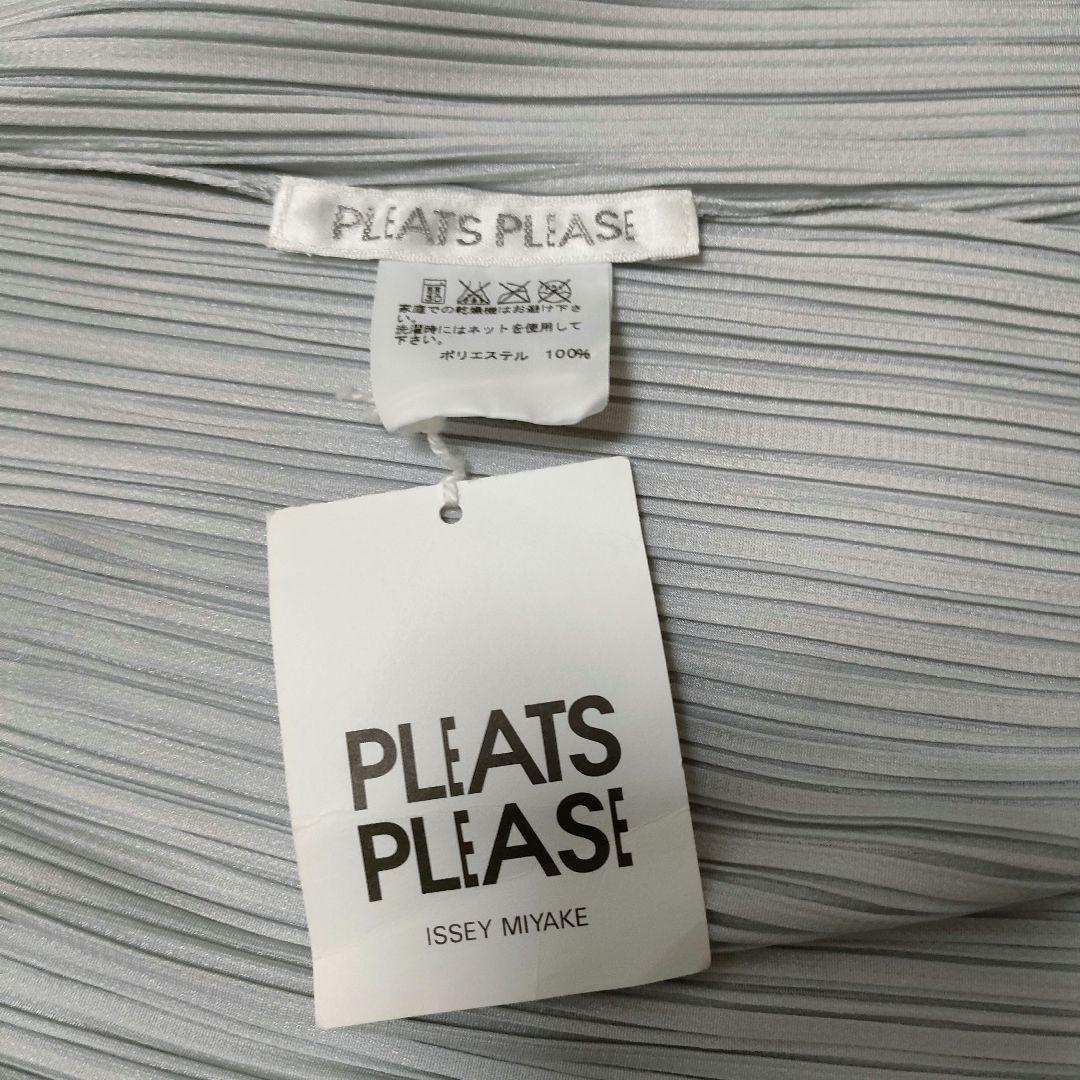 PLEATS PLEASE
家庭での乾燥機はお避け下さ
い。
洗濯時にはネットを使用して
下さい。
ポリエステル 100%
PLEATS
PLEASE
ISSEY MIYAKE